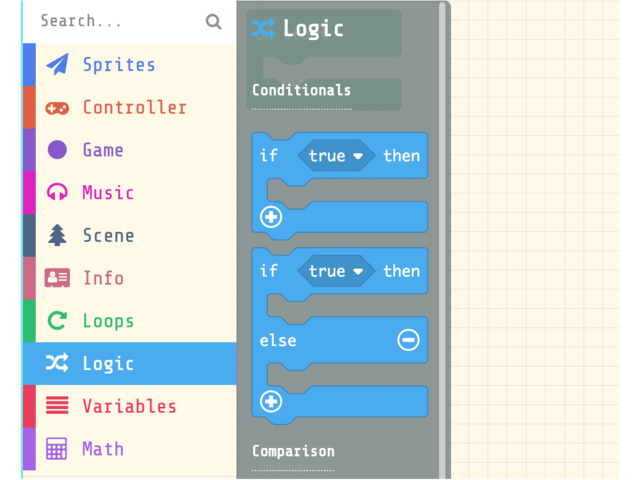 Search...
Sprites
Controller
Game
Music
Scene
Info
Loops
Logic
Variables
Math
Logic
Conditionals
if true then
if true then
else
Comparison